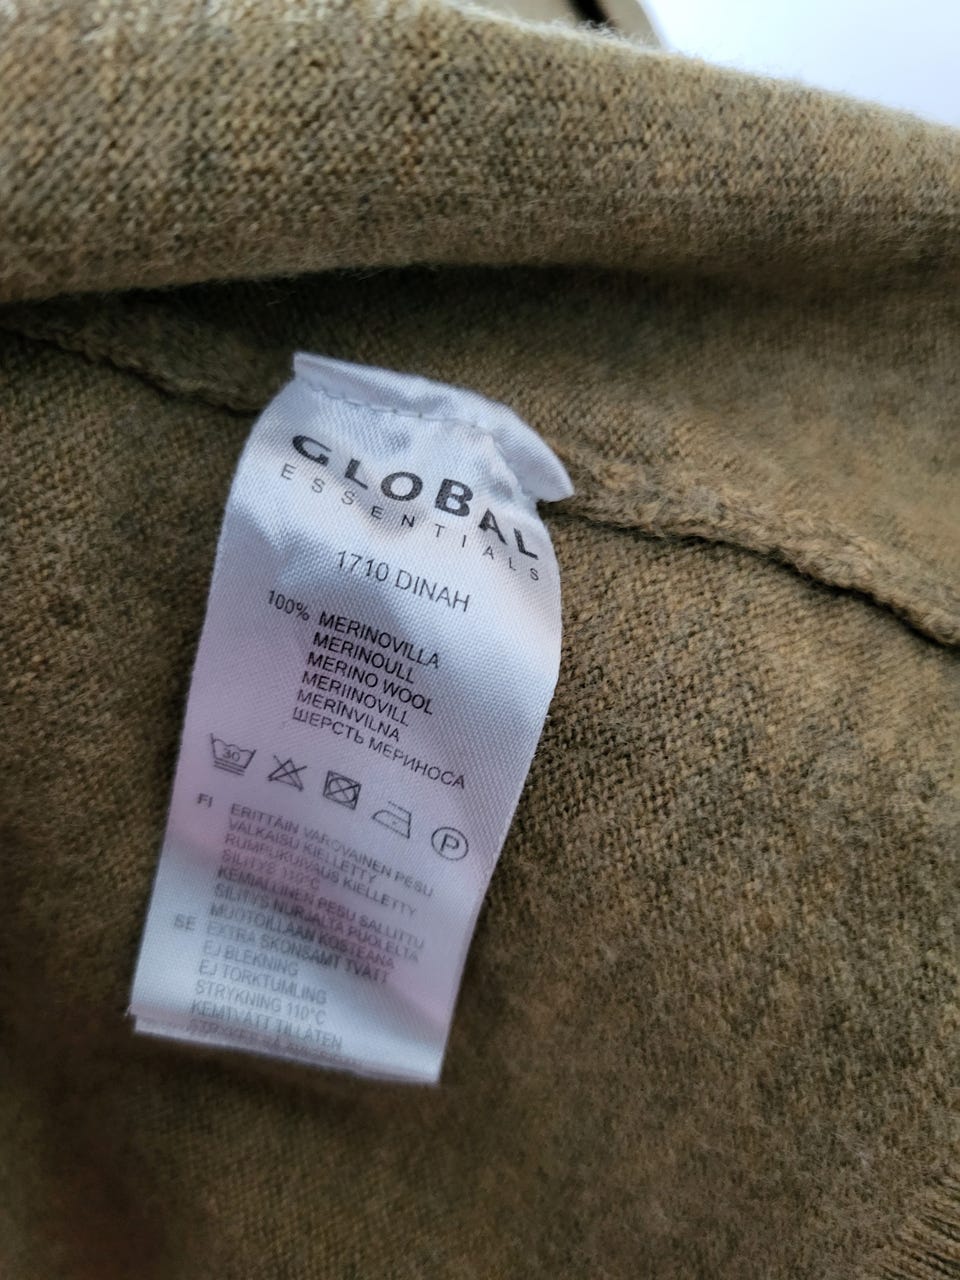 GLOBAL
ESSENTIALS
1710 DINAH
100% MERINOVILLA
MERINOULL
MERINO WOOL
MERIINOVILL
MERĪNVILNA
ШЕРСТЬ МЕРИНОСА
30
P
FI ERITTÄIN VAROVAINEN PESU
VALKAISU KIELLETTY
RUMPUKUIVAUS KIELLETTY
SILITYS 110°C
KEMIALLINEN PESU SALLITTU
SILITYS NURJALTA PUOLELTA
MUOTOILLAAN KOSTEANA
SE EXTRA SKONSAMT TVÄTT
EJ BLEKNING
EJ TORKTUMLING
STRYKNING 110°C
KEMTVÄTT TILLÅTEN